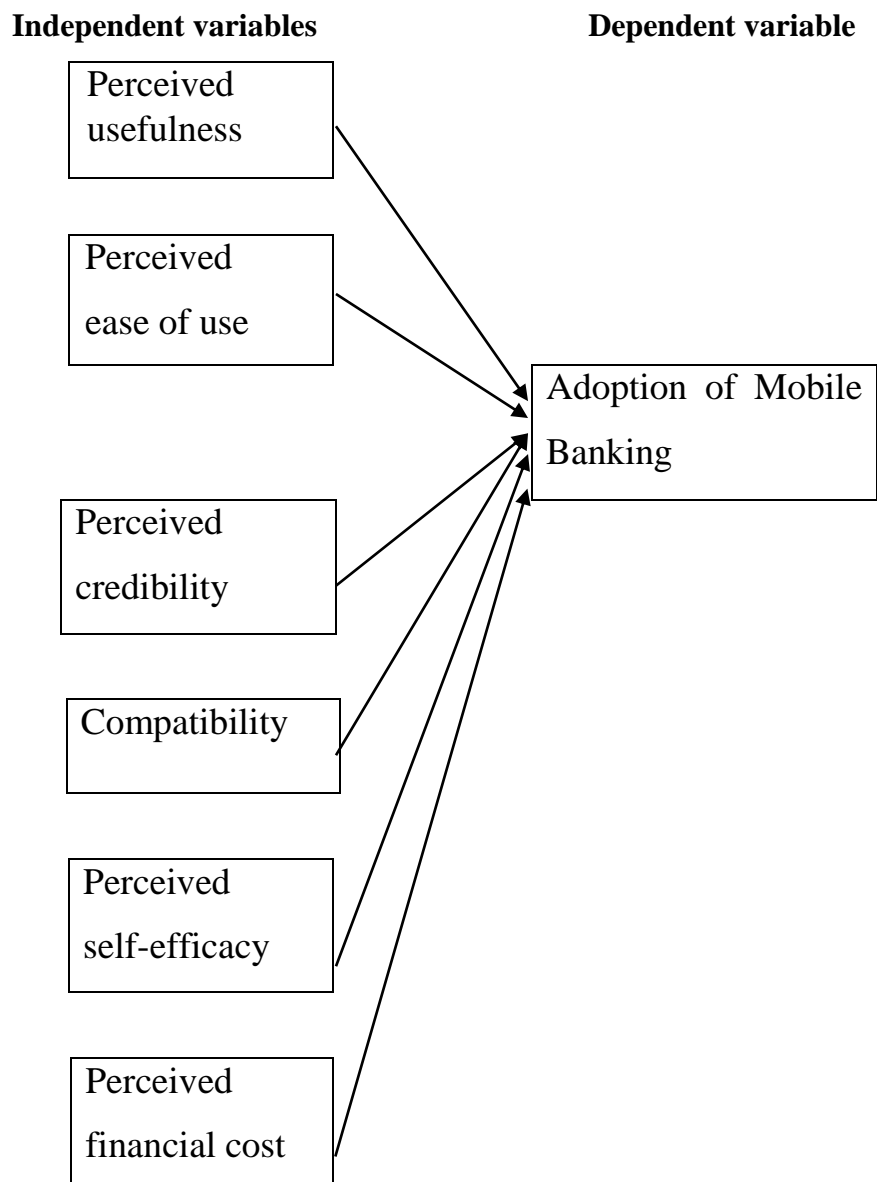 Independent variables
Dependent variable
Perceived
usefulness
Perceived
ease of use
Adoption of Mobile
Banking
Perceived
credibility
Compatibility
Perceived
self-efficacy
Perceived
financial cost